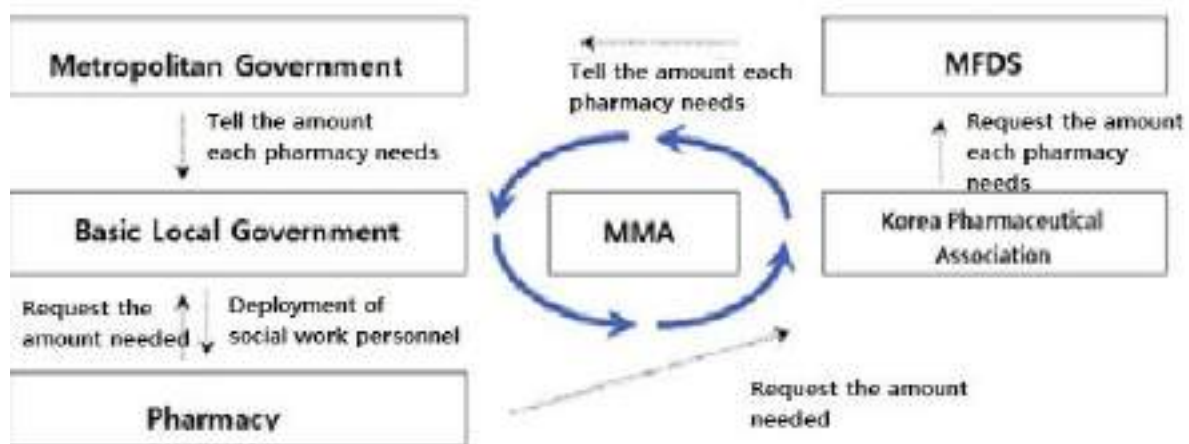 Metropolitan Government
Tell the amount each
pharmacy needs
MFDS
Tell the amount
each pharmacy needs
Request the amount
each pharmacy
needs
Basic Local Government
MMA
Korea Pharmaceutical
Association
Request the
amount needed
Deployment of
social work personnel
Pharmacy
Request the amount
needed